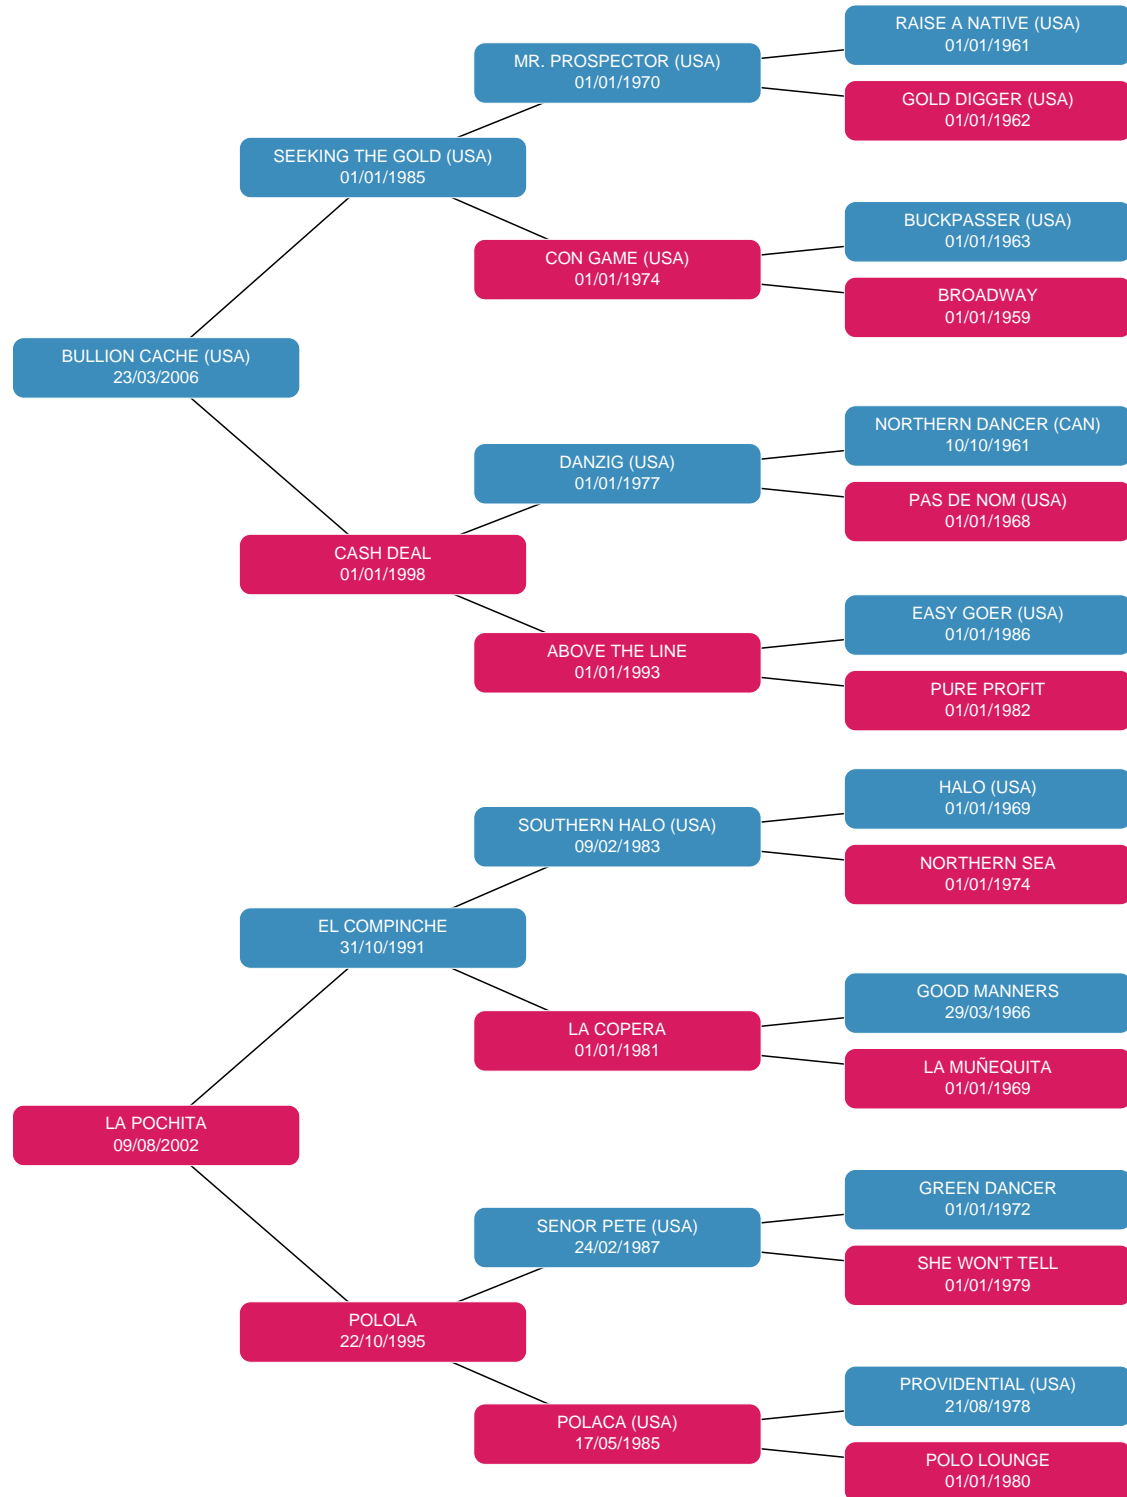 RAISE A NATIVE (USA)
01/01/1961
MR. PROSPECTOR (USA)
01/01/1970
GOLD DIGGER (USA)
01/01/1962
SEEKING THE GOLD (USA)
01/01/1985
BUCKPASSER (USA)
01/01/1963
CON GAME (USA)
01/01/1974
BROADWAY
01/01/1959
BULLION CACHE (USA)
23/03/2006
NORTHERN DANCER (CAN)
10/10/1961
DANZIG (USA)
01/01/1977
PAS DE NOM (USA)
01/01/1968
CASH DEAL
01/01/1998
EASY GOER (USA)
01/01/1986
ABOVE THE LINE
01/01/1993
PURE PROFIT
01/01/1982
HALO (USA)
01/01/1969
SOUTHERN HALO (USA)
09/02/1983
NORTHERN SEA
01/01/1974
EL COMPINCHE
31/10/1991
GOOD MANNERS
29/03/1966
LA COPERA
01/01/1981
LA MUÑEQUITA
01/01/1969
LA POCHITA
09/08/2002
GREEN DANCER
01/01/1972
SENOR PETE (USA)
24/02/1987
SHE WON'T TELL
01/01/1979
POLOLA
22/10/1995
PROVIDENTIAL (USA)
21/08/1978
POLACA (USA)
17/05/1985
POLO LOUNGE
01/01/1980